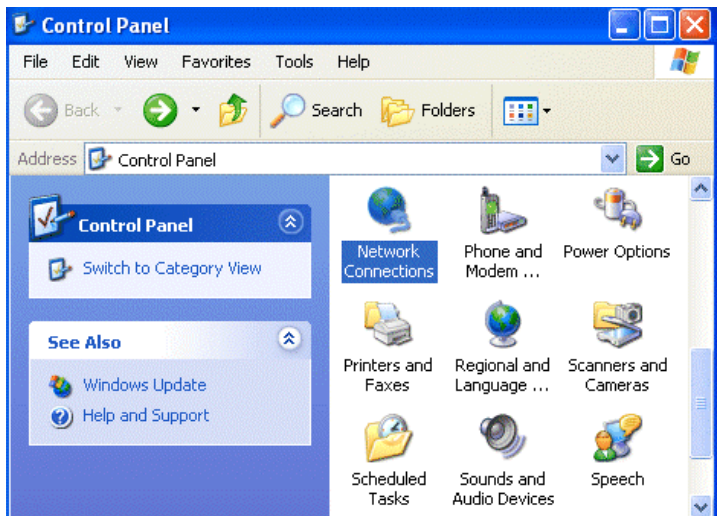 Control Panel
File Edit View Favorites Tools Help
Back Search Folders
Address Control Panel Go
Control Panel
Switch to Category View
See Also
Windows Update
Help and Support
Network
Connections
Phone and
Modem ...
Power Options
Printers and
Faxes
Regional and
Language ...
Scanners and
Cameras
Scheduled
Tasks
Sounds and
Audio Devices
Speech